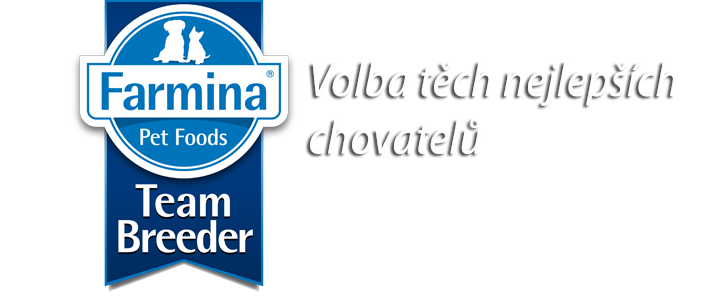 Farmina®
Pet Foods
Team
Breeder
Volba těch nejlepších
chovatelů